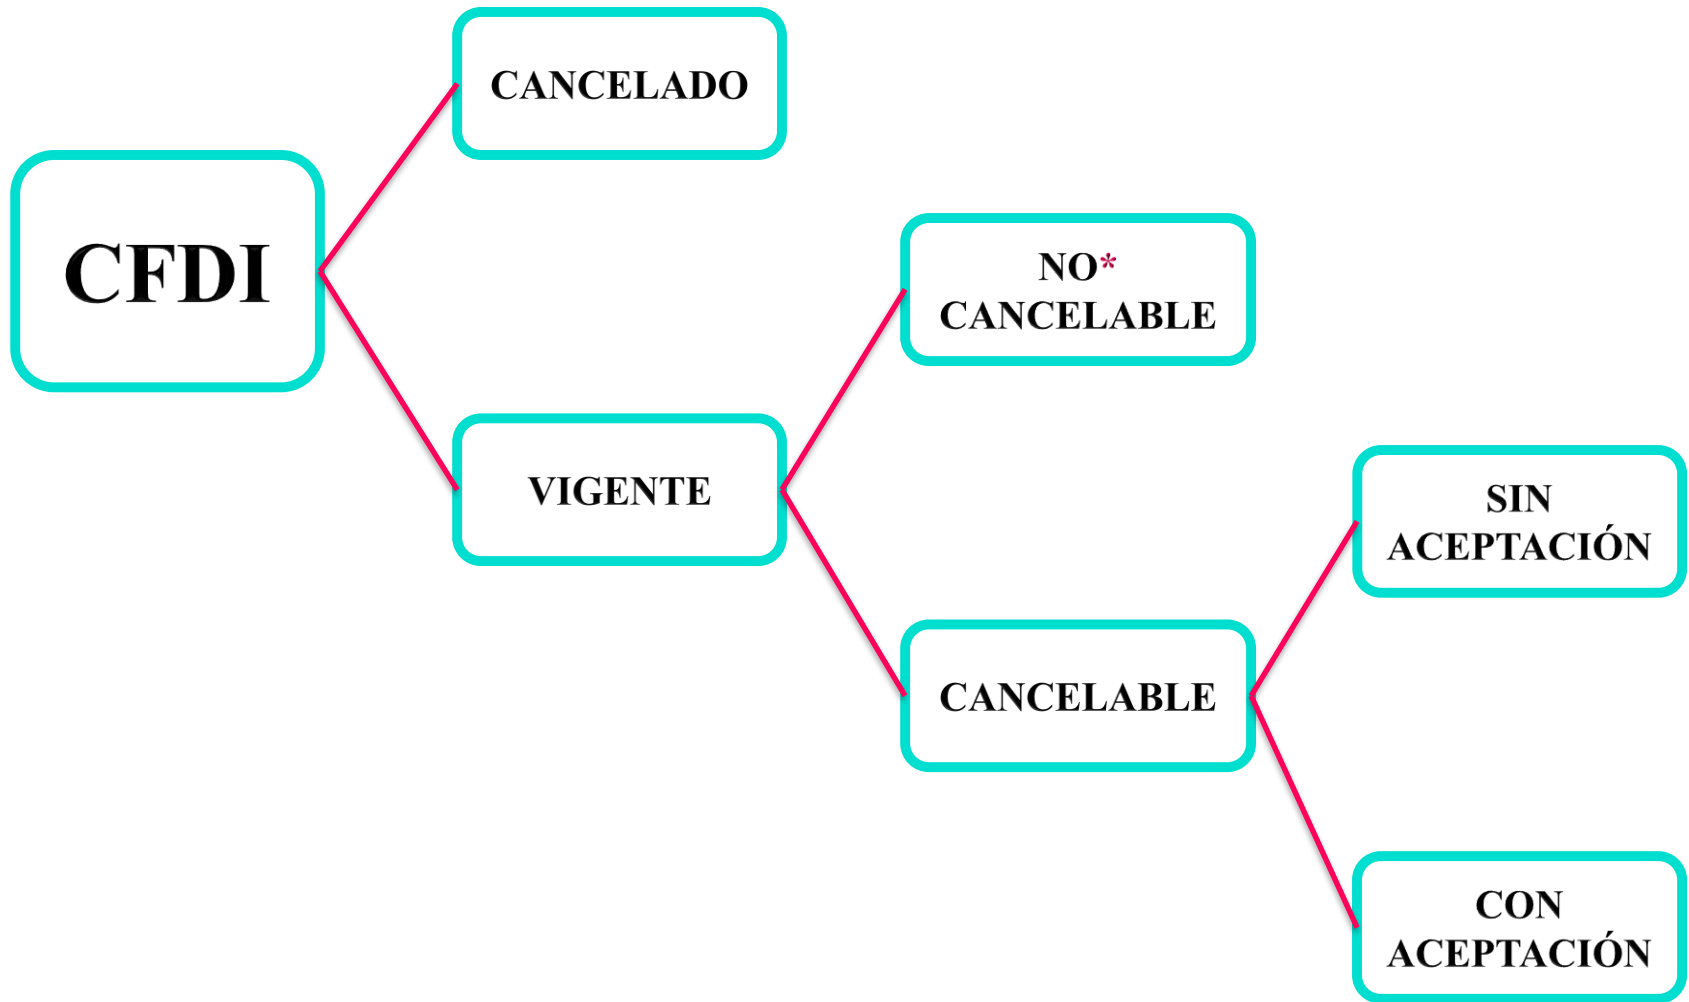 CANCELADO
CFDI
NO*
CANCELABLE
VIGENTE
SIN
ACEPTACIÓN
CANCELABLE
CON
ACEPTACIÓN